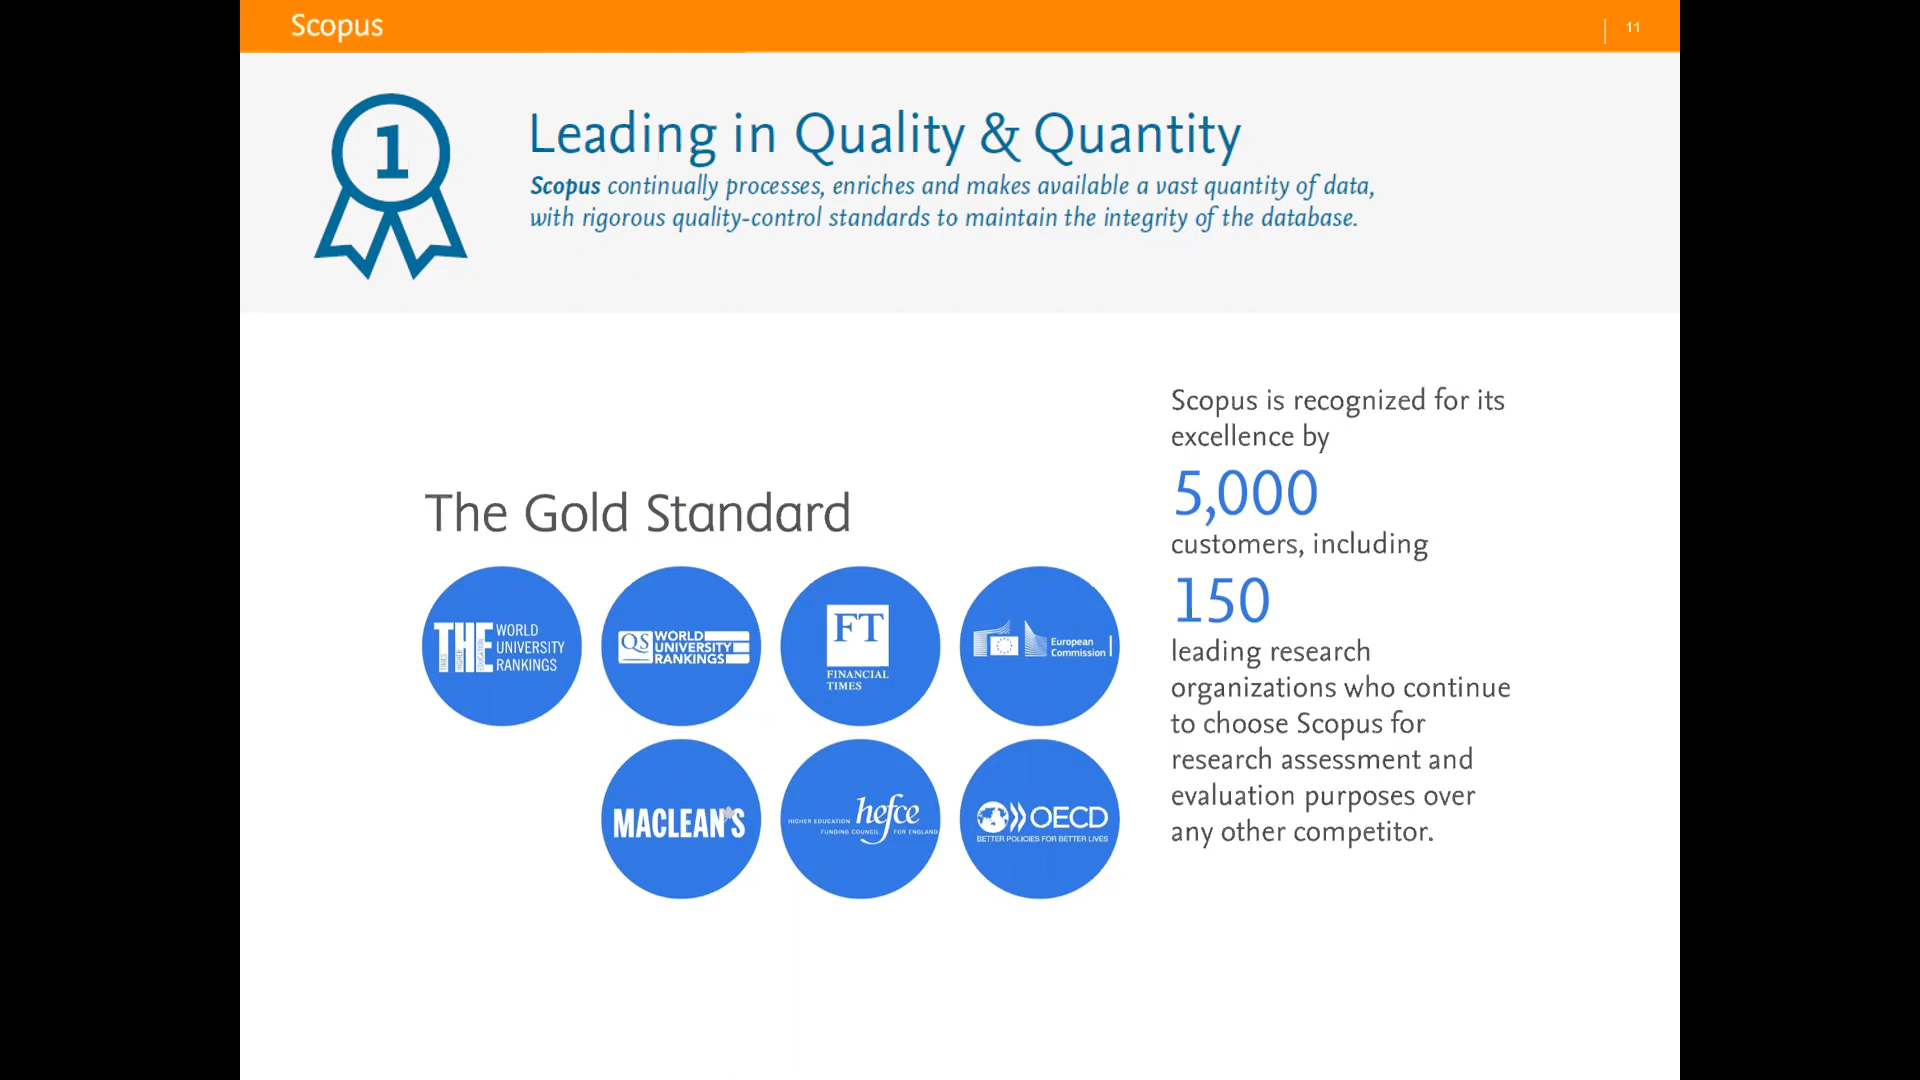 Scopus
11
1
Leading in Quality & Quantity
Scopus continually processes, enriches and makes available a vast quantity of data,
with rigorous quality-control standards to maintain the integrity of the database.
The Gold Standard
THE WORLD
UNIVERSITY
RANKINGS
TIMES
HIGHER
EDUCATION
QS WORLD
UNIVERSITY
RANKINGS
FT
FINANCIAL
TIMES
European
Commission
MACLEAN'S
hefce
HIGHER EDUCATION
FUNDING COUNCIL FOR ENGLAND
OECD
BETTER POLICIES FOR BETTER LIVES
Scopus is recognized for its
excellence by
5,000
customers, including
150
leading research
organizations who continue
to choose Scopus for
research assessment and
evaluation purposes over
any other competitor.